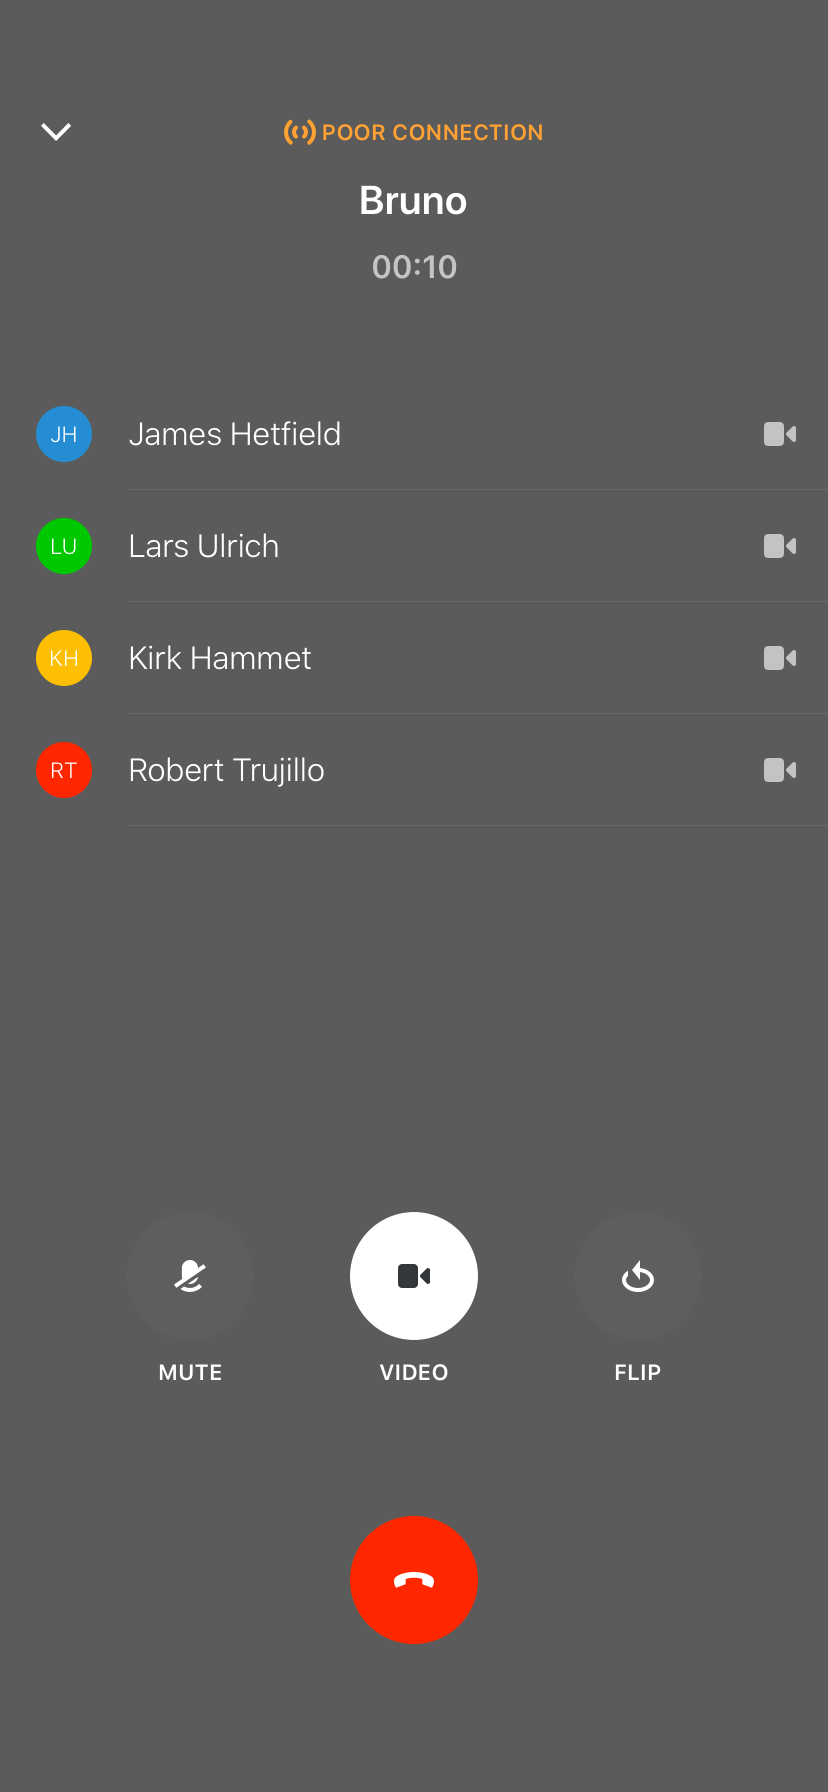 POOR CONNECTION
Bruno
00:10
JH James Hetfield
LU Lars Ulrich
KH Kirk Hammet
RT Robert Trujillo
MUTE VIDEO FLIP